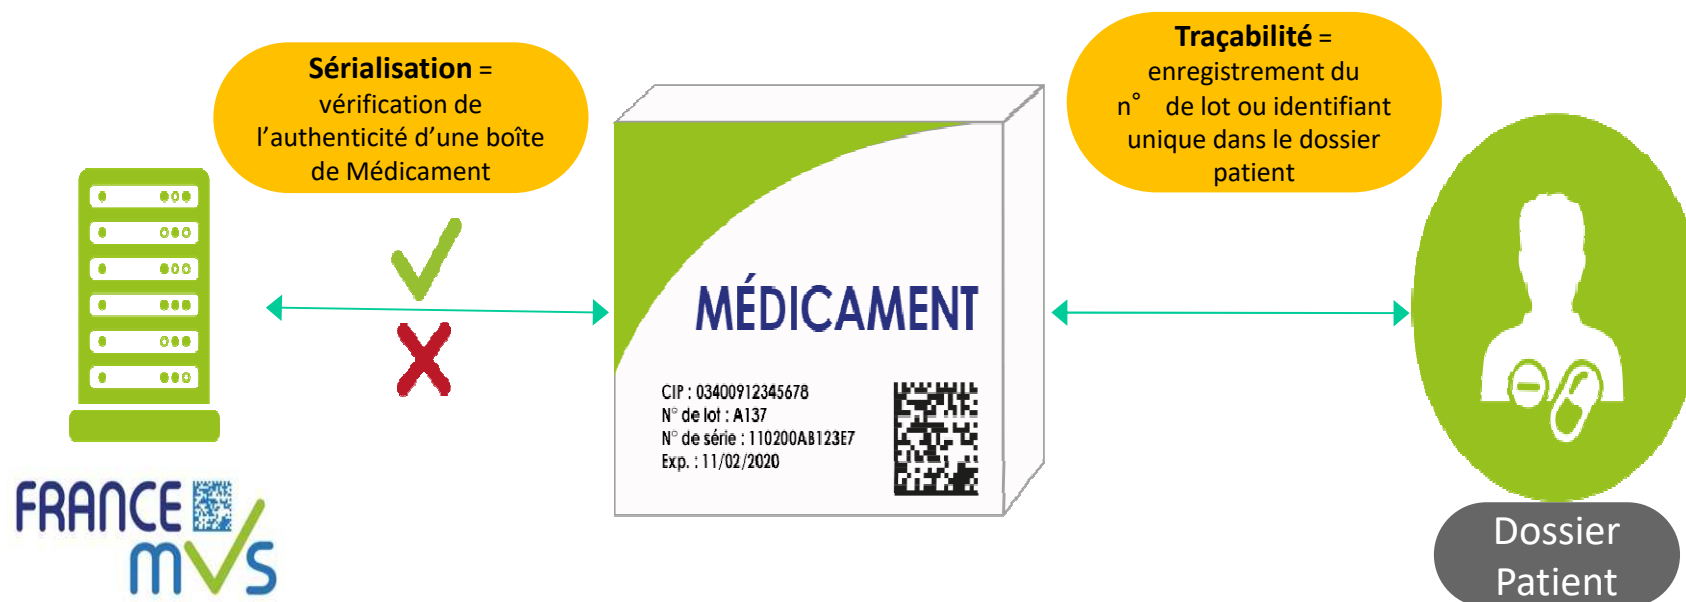 Sérialisation =
vérification de
l’authenticité d’une boîte
de Médicament
Traçabilité =
enregistrement du
n° de lot ou identifiant
unique dans le dossier
patient
MÉDICAMENT
CIP : 03400912345678
N° de lot : A137
N° de série : 110200AB123E7
Exp. : 11/02/2020
FRANCE
mvs
Dossier
Patient